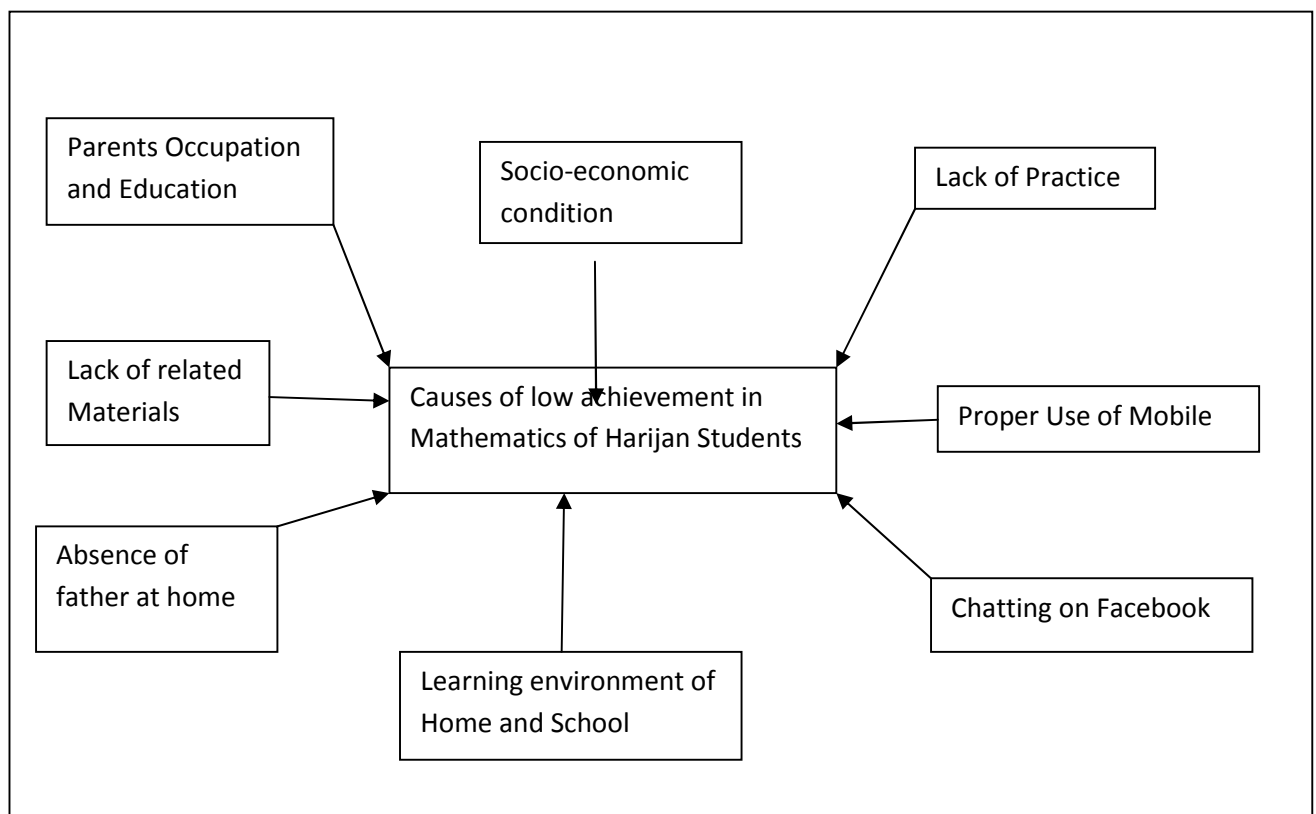 Parents Occupation
and Education
Socio-economic
condition
Lack of Practice
Lack of related
Materials
Causes of low achievement in
Mathematics of Harijan Students
Proper Use of Mobile
Absence of
father at home
Chatting on Facebook
Learning environment of
Home and School